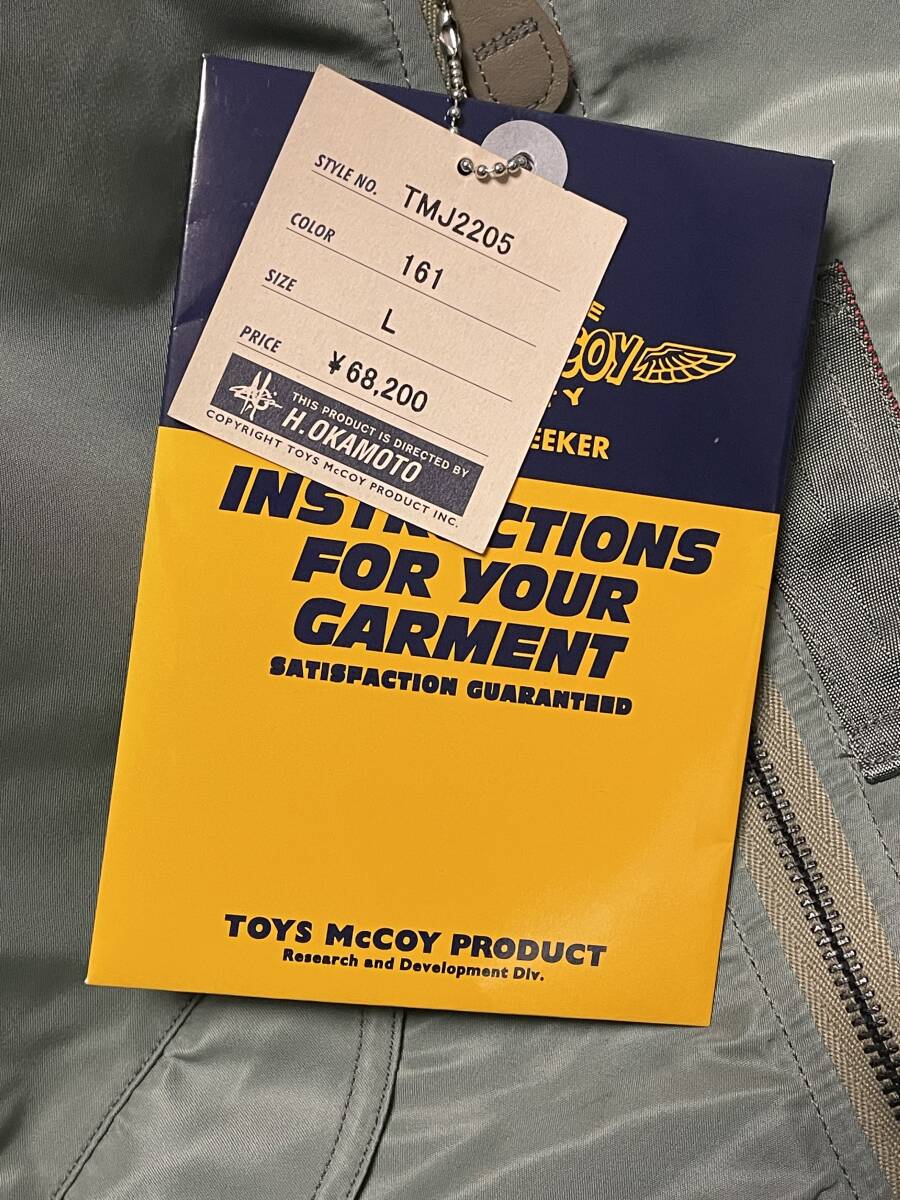 STYLE NO. TMJ2205
COLOR 161
SIZE L
PRICE ¥68,200
THIS PRODUCT IS DIRECTED BY
H.OKAMOTO
COPYRIGHT TOYS McCOY PRODUCT INC.
INSTRUCTIONS
FOR YOUR
GARMENT
SATISFACTION GUARANTEED
TOYS McCOY PRODUCT
Research and Development Div.